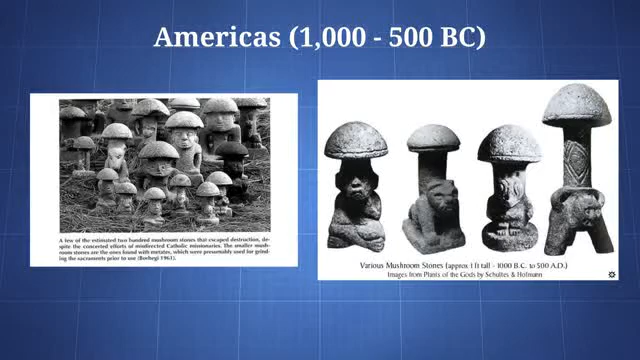 Americas (1,000 - 500 BC)
A few of the estimated two hundred mushroom stones that escaped destruction, de-
spite the concerted efforts of misdirected Catholic missionaries. The smaller mush-
room stones are the ones found with metates, which were presumably used for grind-
ing the sacraments prior to use (Borhegi 1961).
Various Mushroom Stones (approx 1 ft tall - 1000 B.C. to 500 A.D.)
Images from Plants of the Gods by Schultes & Hofmann